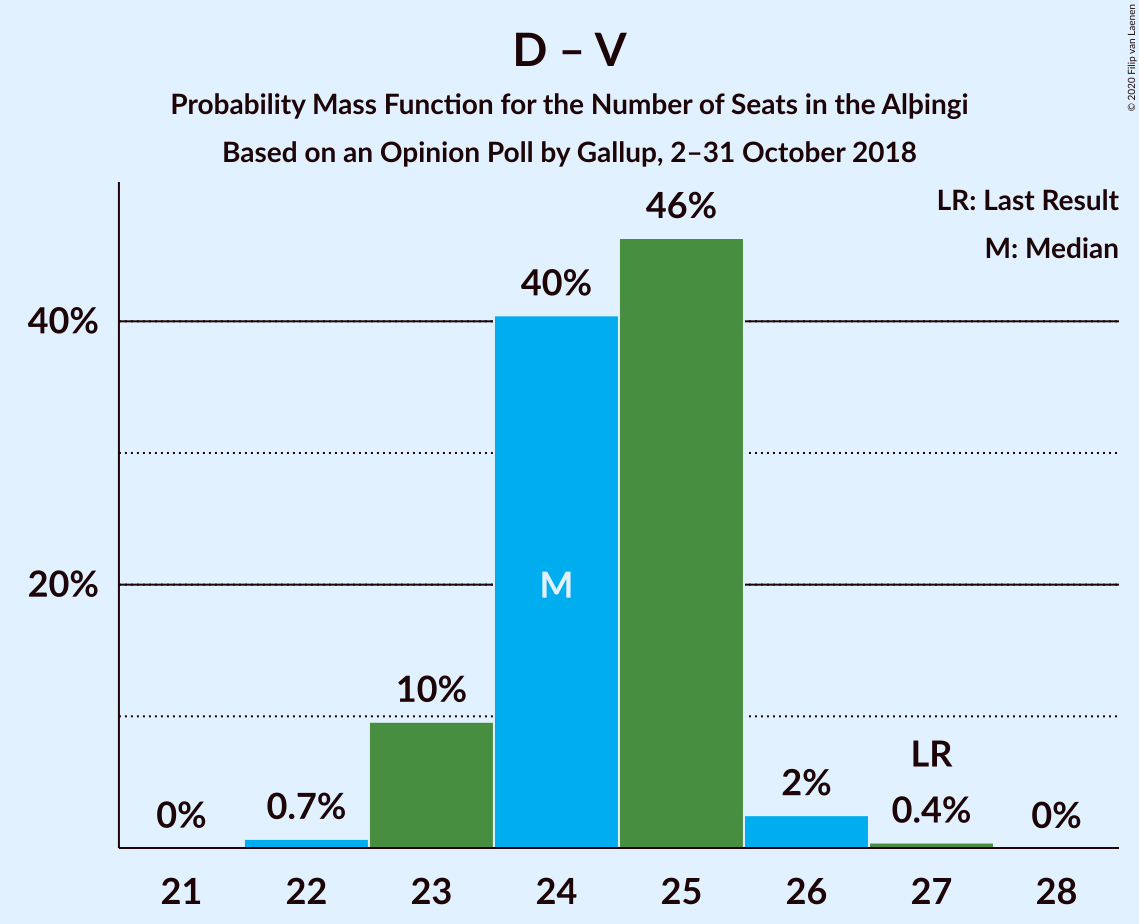 © 2020 Filip van Laenen
D – V
Probability Mass Function for the Number of Seats in the Alþingi
Based on an Opinion Poll by Gallup, 2–31 October 2018
LR: Last Result
M: Median
46%
40%
40%
M
20%
10%
LR
0%
0.7%
2%
0.4%
0%
21 22 23 24 25 26 27 28